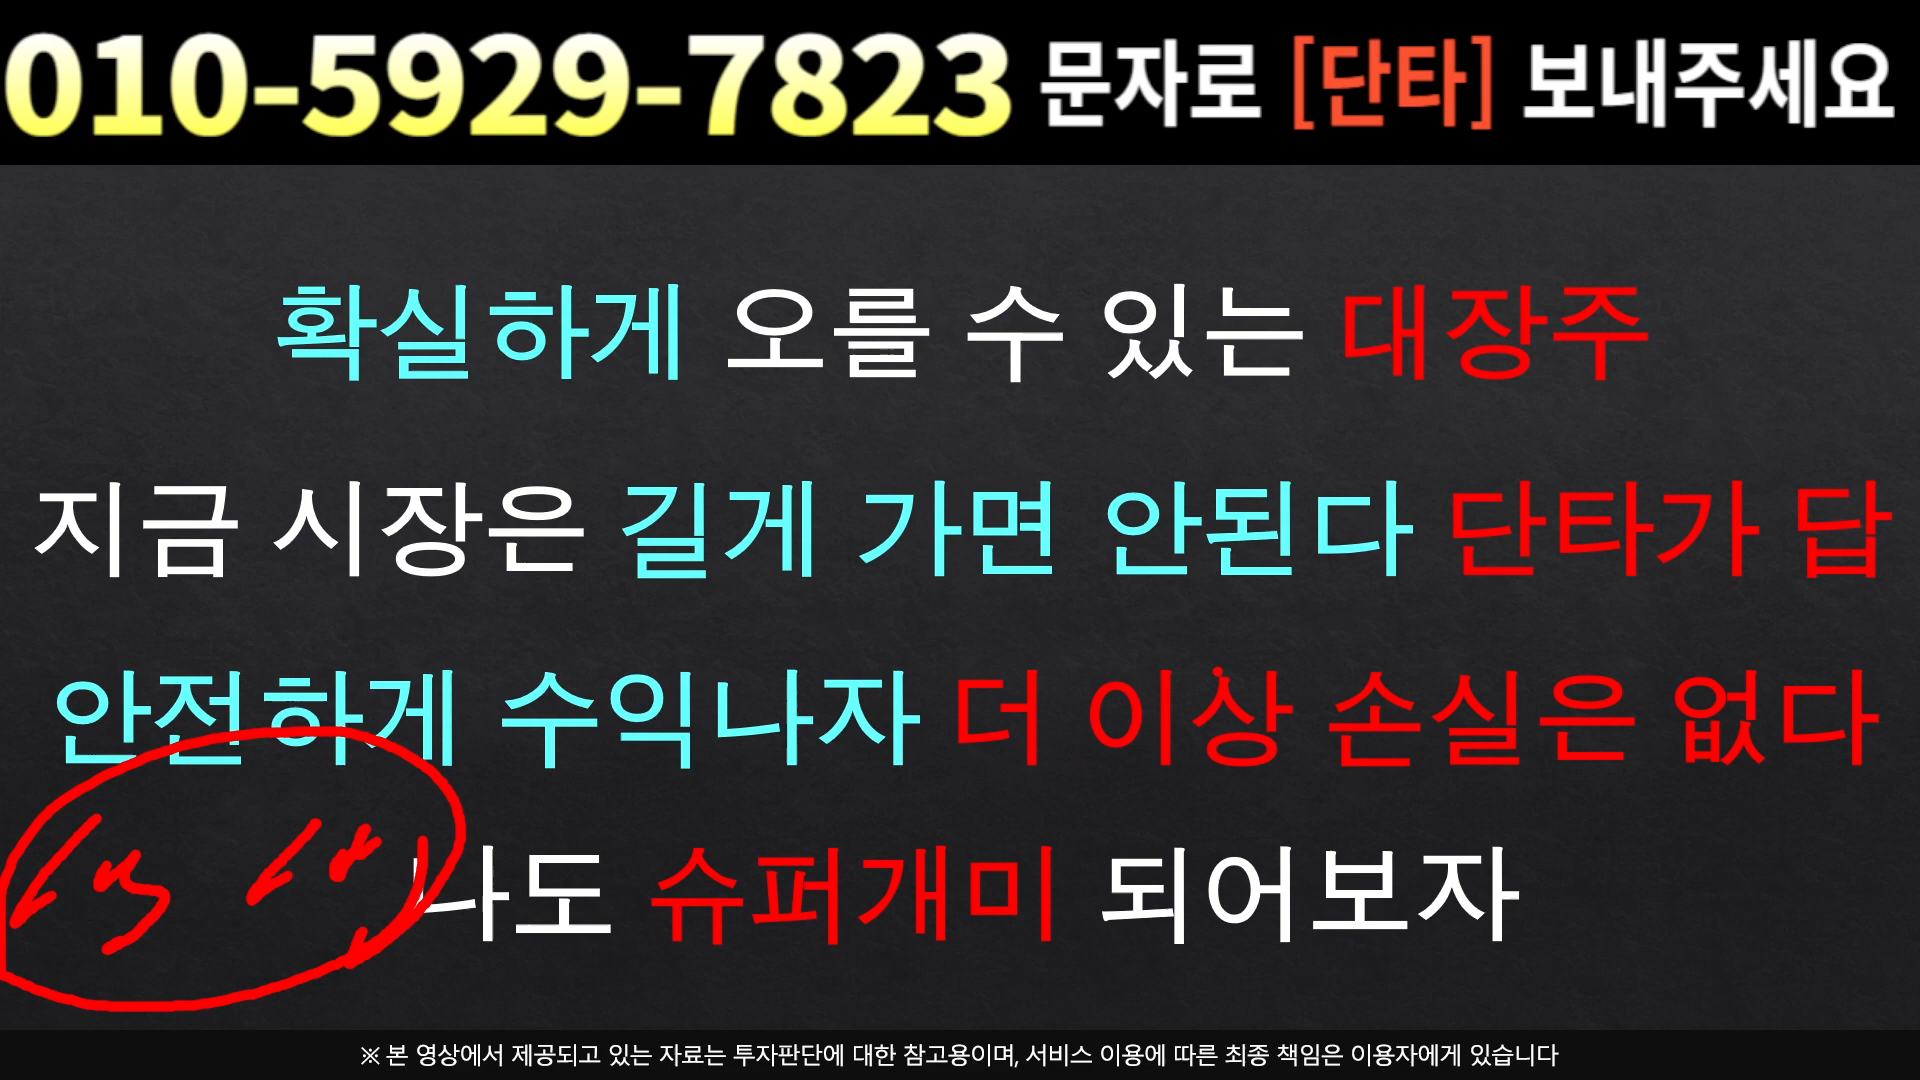 010-5929-7823 문자로 [단타] 보내주세요
확실하게 오를 수 있는 대장주
지금 시장은 길게 가면 안된다 단타가 답
안전하게 수익나자 더 이상 손실은 없다
나도 슈퍼개미 되어보자
※ 본 영상에서 제공되고 있는 자료는 투자판단에 대한 참고용이며, 서비스 이용에 따른 최종 책임은 이용자에게 있습니다